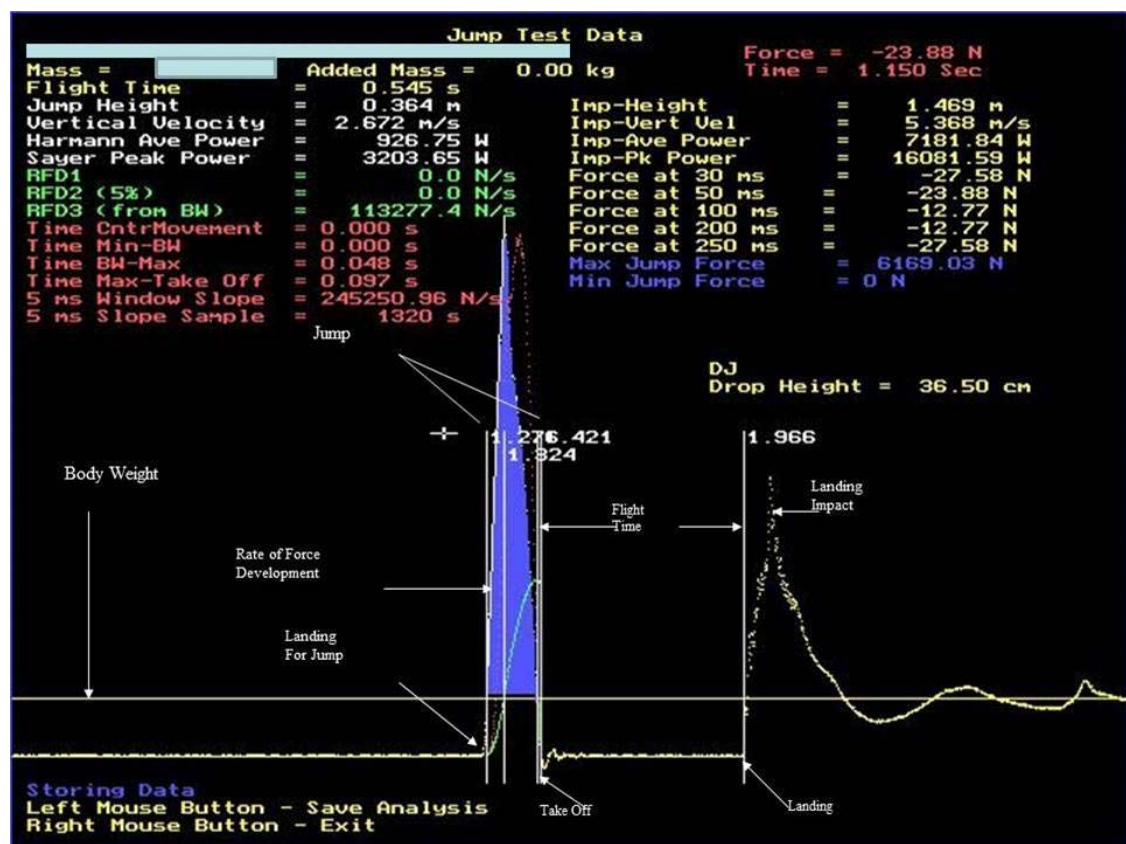 Jump Test Data
Force = -23.88 N
Mass = Added Mass = 0.00 kg
Time = 1.150 Sec
Flight Time = 0.545 s
Jump Height = 0.364 m
Vertical Velocity = 2.672 m/s
Harmann Ave Power = 926.75 W
Sayer Peak Power = 3203.65 W
RFD1 = 0.0 N/s
RFD2 (5%) = 0.0 N/s
RFD3 (from BW) = 113277.4 N/s
Time CntrMovement = 0.000 s
Time Min-BW = 0.000 s
Time BW-Max = 0.048 s
Time Max-Take Off = 0.097 s
5 ms Window Slope = 245250.96 N/s
5 ms Slope Sample = 1320 s
Imp-Height = 1.469 m
Imp-Vert Vel = 5.368 m/s
Imp-Ave Power = 7181.84 W
Imp-Pk Power = 16081.59 W
Force at 30 ms = -27.58 N
Force at 50 ms = -23.88 N
Force at 100 ms = -12.77 N
Force at 200 ms = -12.77 N
Force at 250 ms = -27.58 N
Max Jump Force = 6169.03 N
Min Jump Force = 0 N
Jump
DJ
Drop Height = 36.50 cm
.421
1.966
1.324
Body Weight
Landing
Impact
Flight
Time
Rate of Force
Development
Landing
For Jump
Storing Data
Left Mouse Button - Save Analysis
Right Mouse Button - Exit
Take Off
Landing